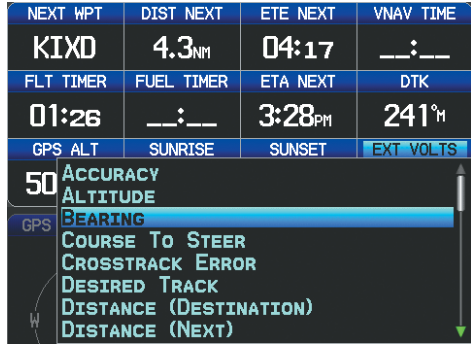 NEXT WPT DIST NEXT ETE NEXT VNAV TIME
KIXD 4.3NM 04:17 __:__
FLT TIMER FUEL TIMER ETA NEXT DTK
01:26 __:__ 3:28PM 241°M
GPS ALT SUNRISE SUNSET EXT VOLTS
50
ACCURACY
ALTITUDE
GPS
BEARING
COURSE TO STEER
CROSSTRACK ERROR
DESIRED TRACK
DISTANCE (DESTINATION)
W
DISTANCE (NEXT)